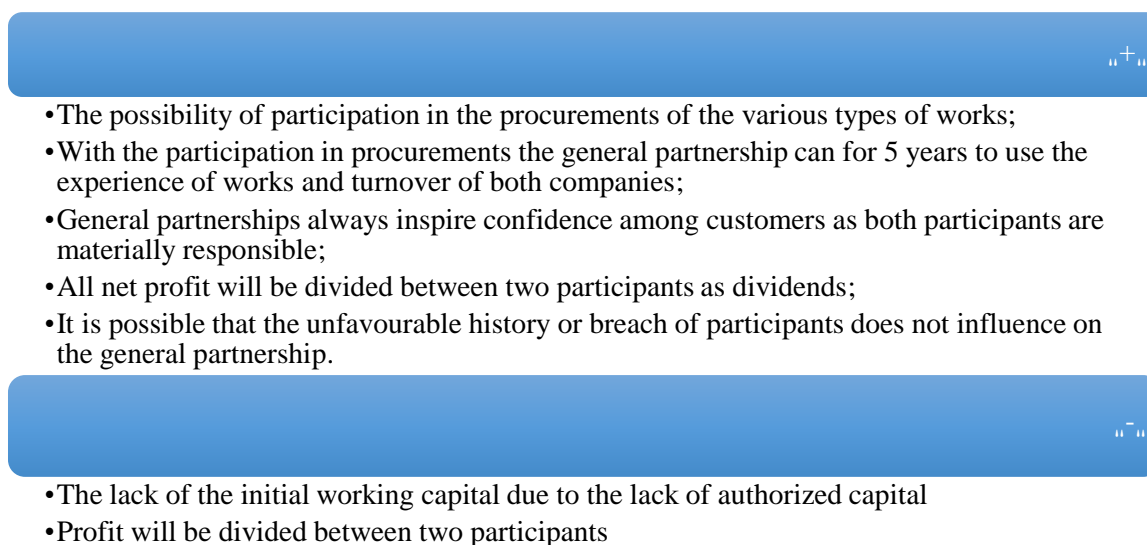 "+"
•The possibility of participation in the procurements of the various types of works;
•With the participation in procurements the general partnership can for 5 years to use the
experience of works and turnover of both companies;
•General partnerships always inspire confidence among customers as both participants are
materially responsible;
•All net profit will be divided between two participants as dividends;
•It is possible that the unfavourable history or breach of participants does not influence on
the general partnership.
"-"
•The lack of the initial working capital due to the lack of authorized capital
•Profit will be divided between two participants